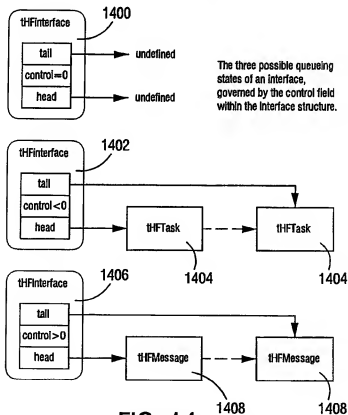 tHFinterface
1400
tail
undefined
control=0
head
undefined
The three possible queueing
states of an interface,
governed by the control field
within the interface structure.
tHFinterface
1402
tail
control<0
head
tHFTask
tHFTask
1404
1404
tHFinterface
1406
tail
control>0
head
tHFMessage
tHFMessage
1408
1408